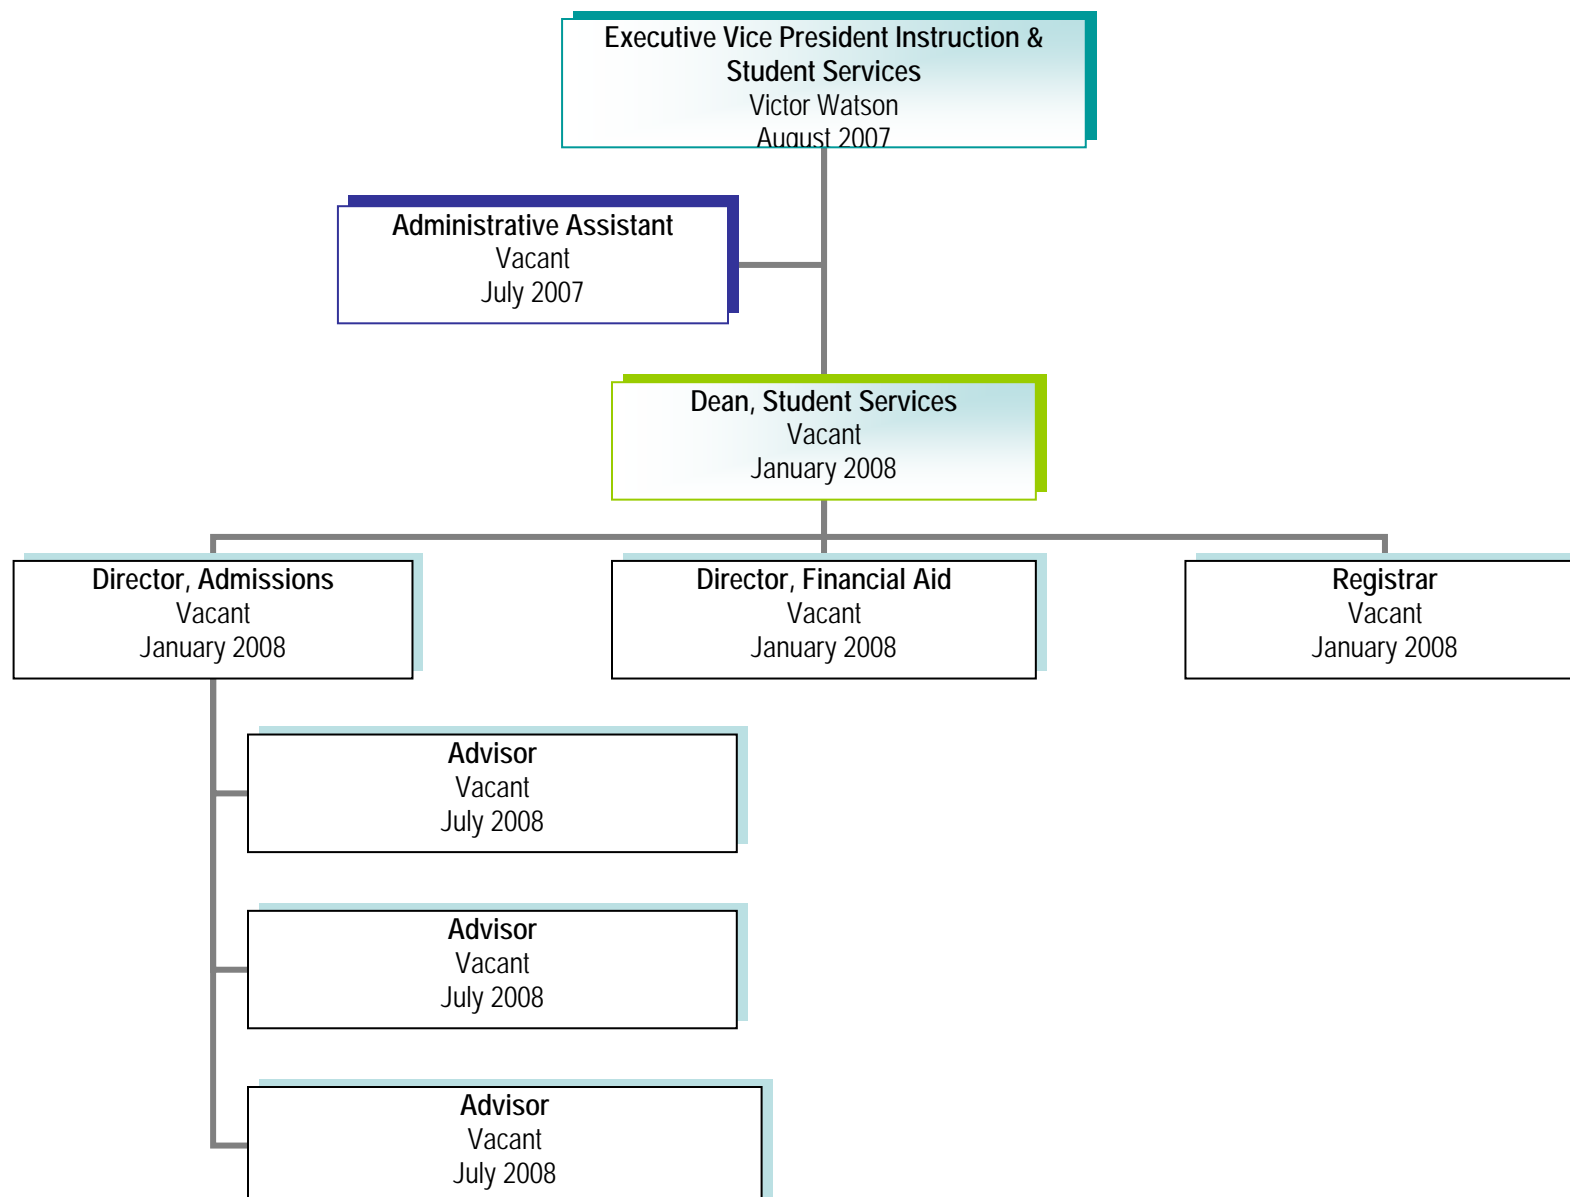 Executive Vice President Instruction &
Student Services
Victor Watson
August 2007
Administrative Assistant
Vacant
July 2007
Dean, Student Services
Vacant
January 2008
Director, Admissions
Vacant
January 2008
Director, Financial Aid
Vacant
January 2008
Registrar
Vacant
January 2008
Advisor
Vacant
July 2008
Advisor
Vacant
July 2008
Advisor
Vacant
July 2008